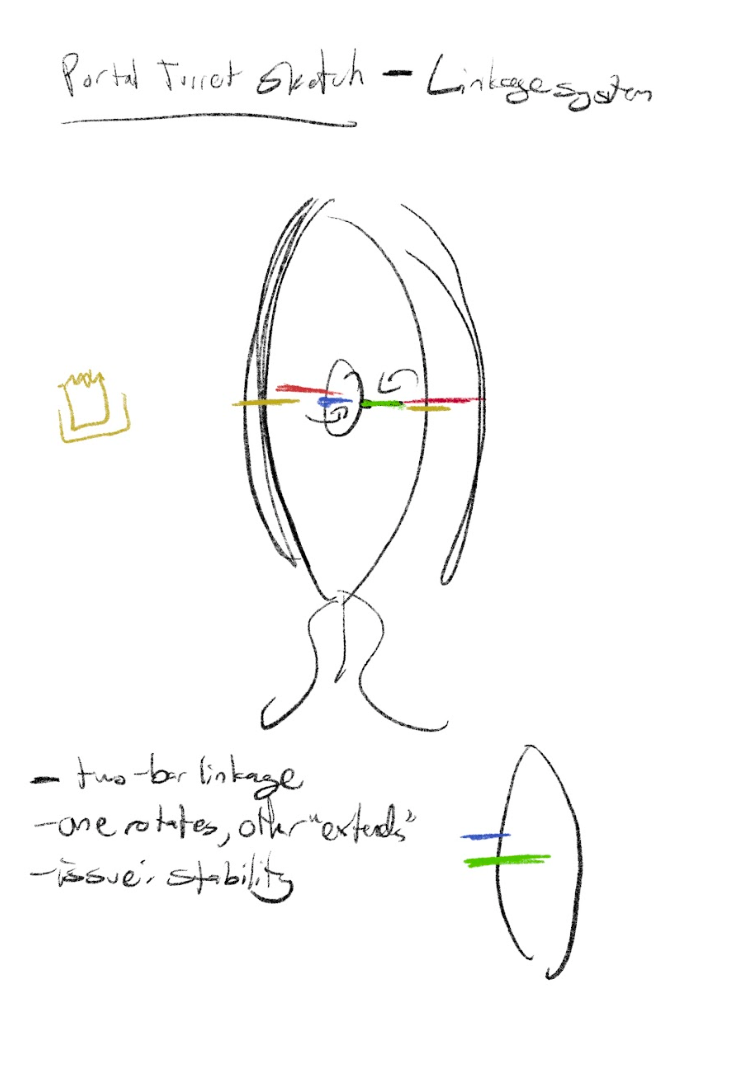 Portal Turret Sketch - Linkage system
- two-bar linkage
- one rotates, other "extends"
- issue: stability